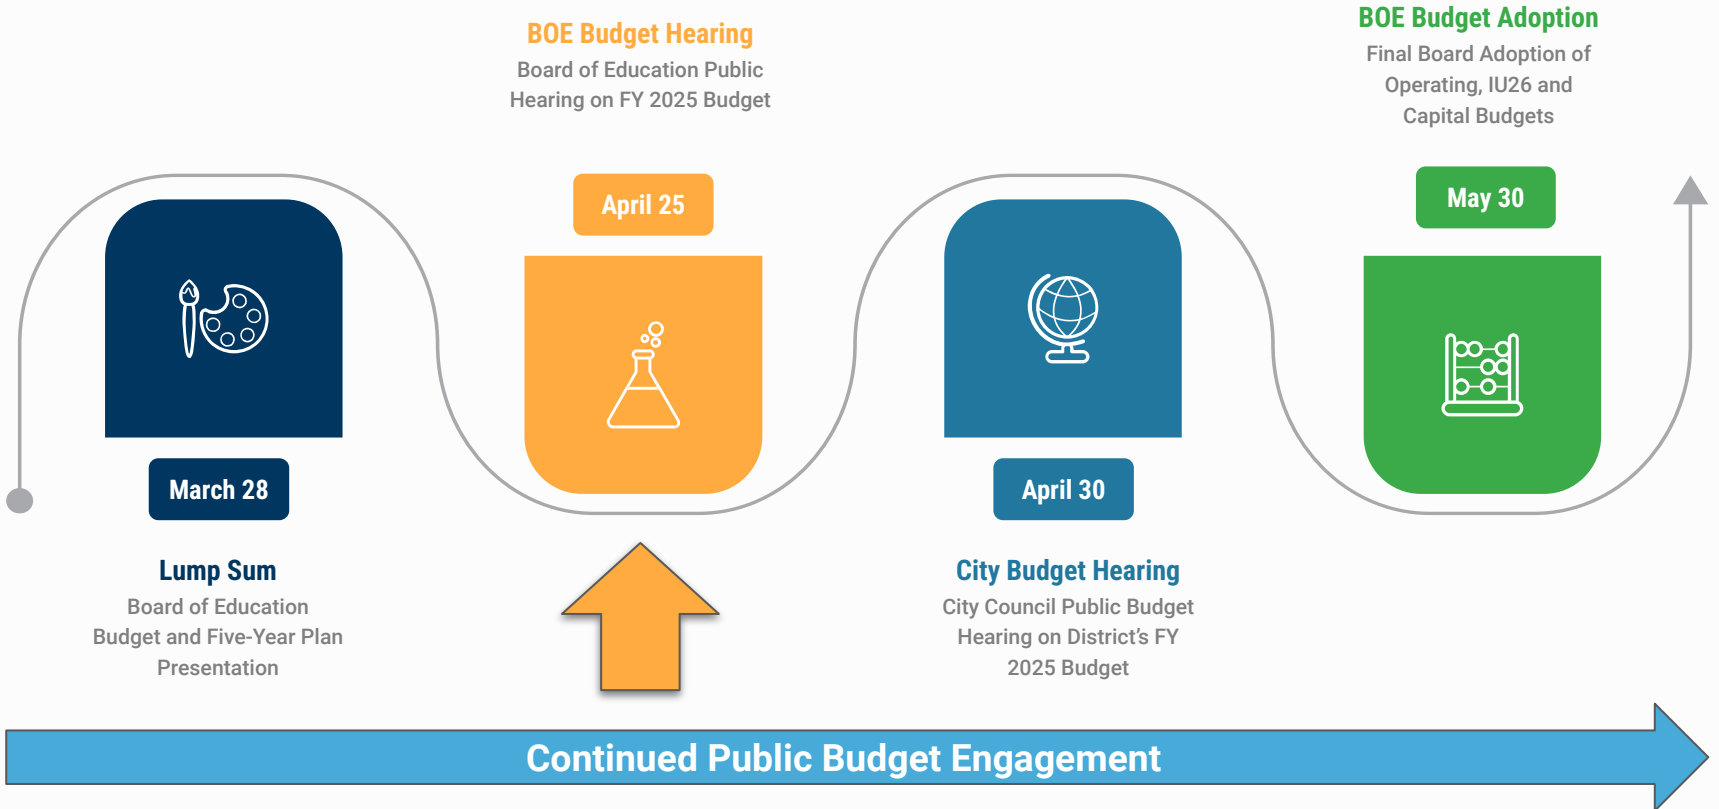 BOE Budget Hearing
Board of Education Public
Hearing on FY 2025 Budget
BOE Budget Adoption
Final Board Adoption of
Operating, IU26 and
Capital Budgets
April 25
May 30
March 28
April 30
Lump Sum
Board of Education
Budget and Five-Year Plan
Presentation
City Budget Hearing
City Council Public Budget
Hearing on District’s FY
2025 Budget
Continued Public Budget Engagement